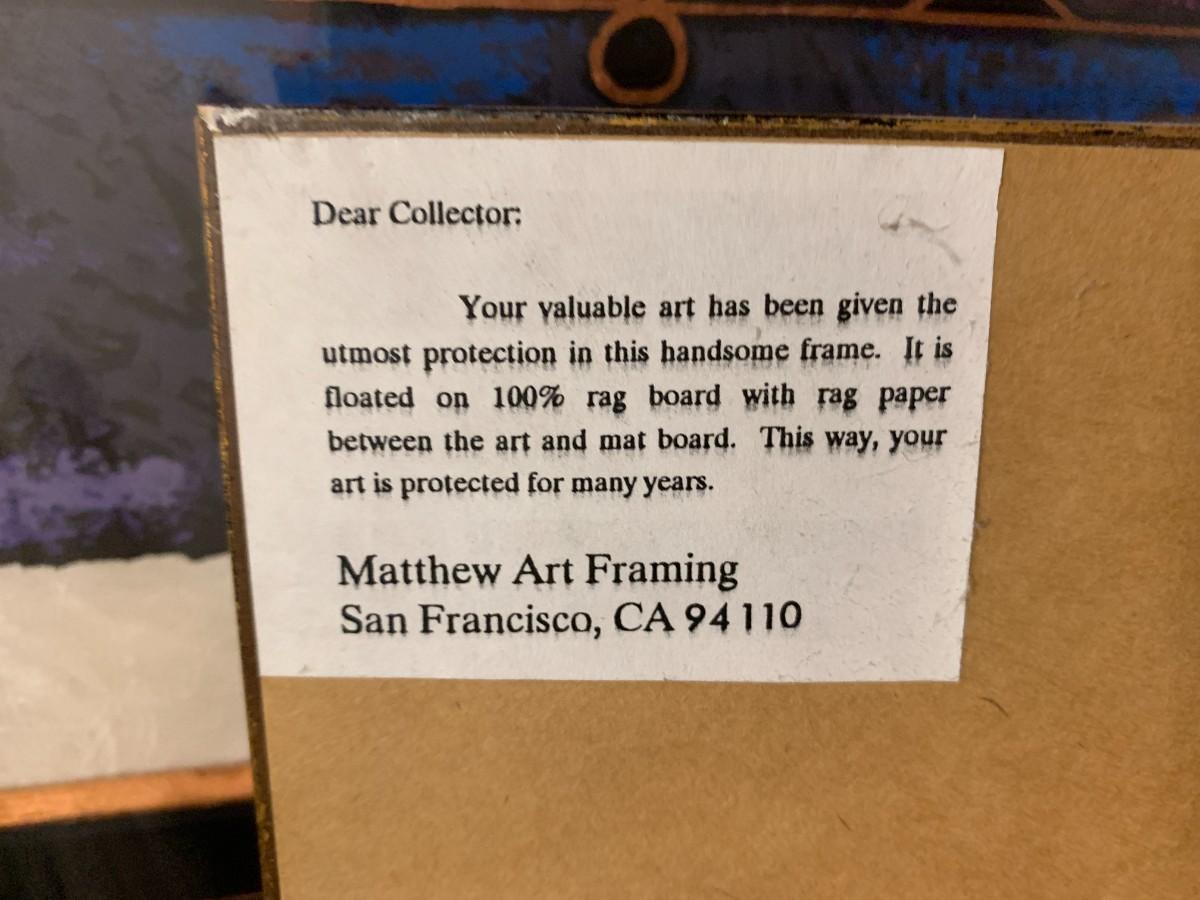 Dear Collector:
Your valuable art has been given the
utmost protection in this handsome frame. It is
floated on 100% rag board with rag paper
between the art and mat board. This way, your
art is protected for many years.
Matthew Art Framing
San Francisco, CA 94110